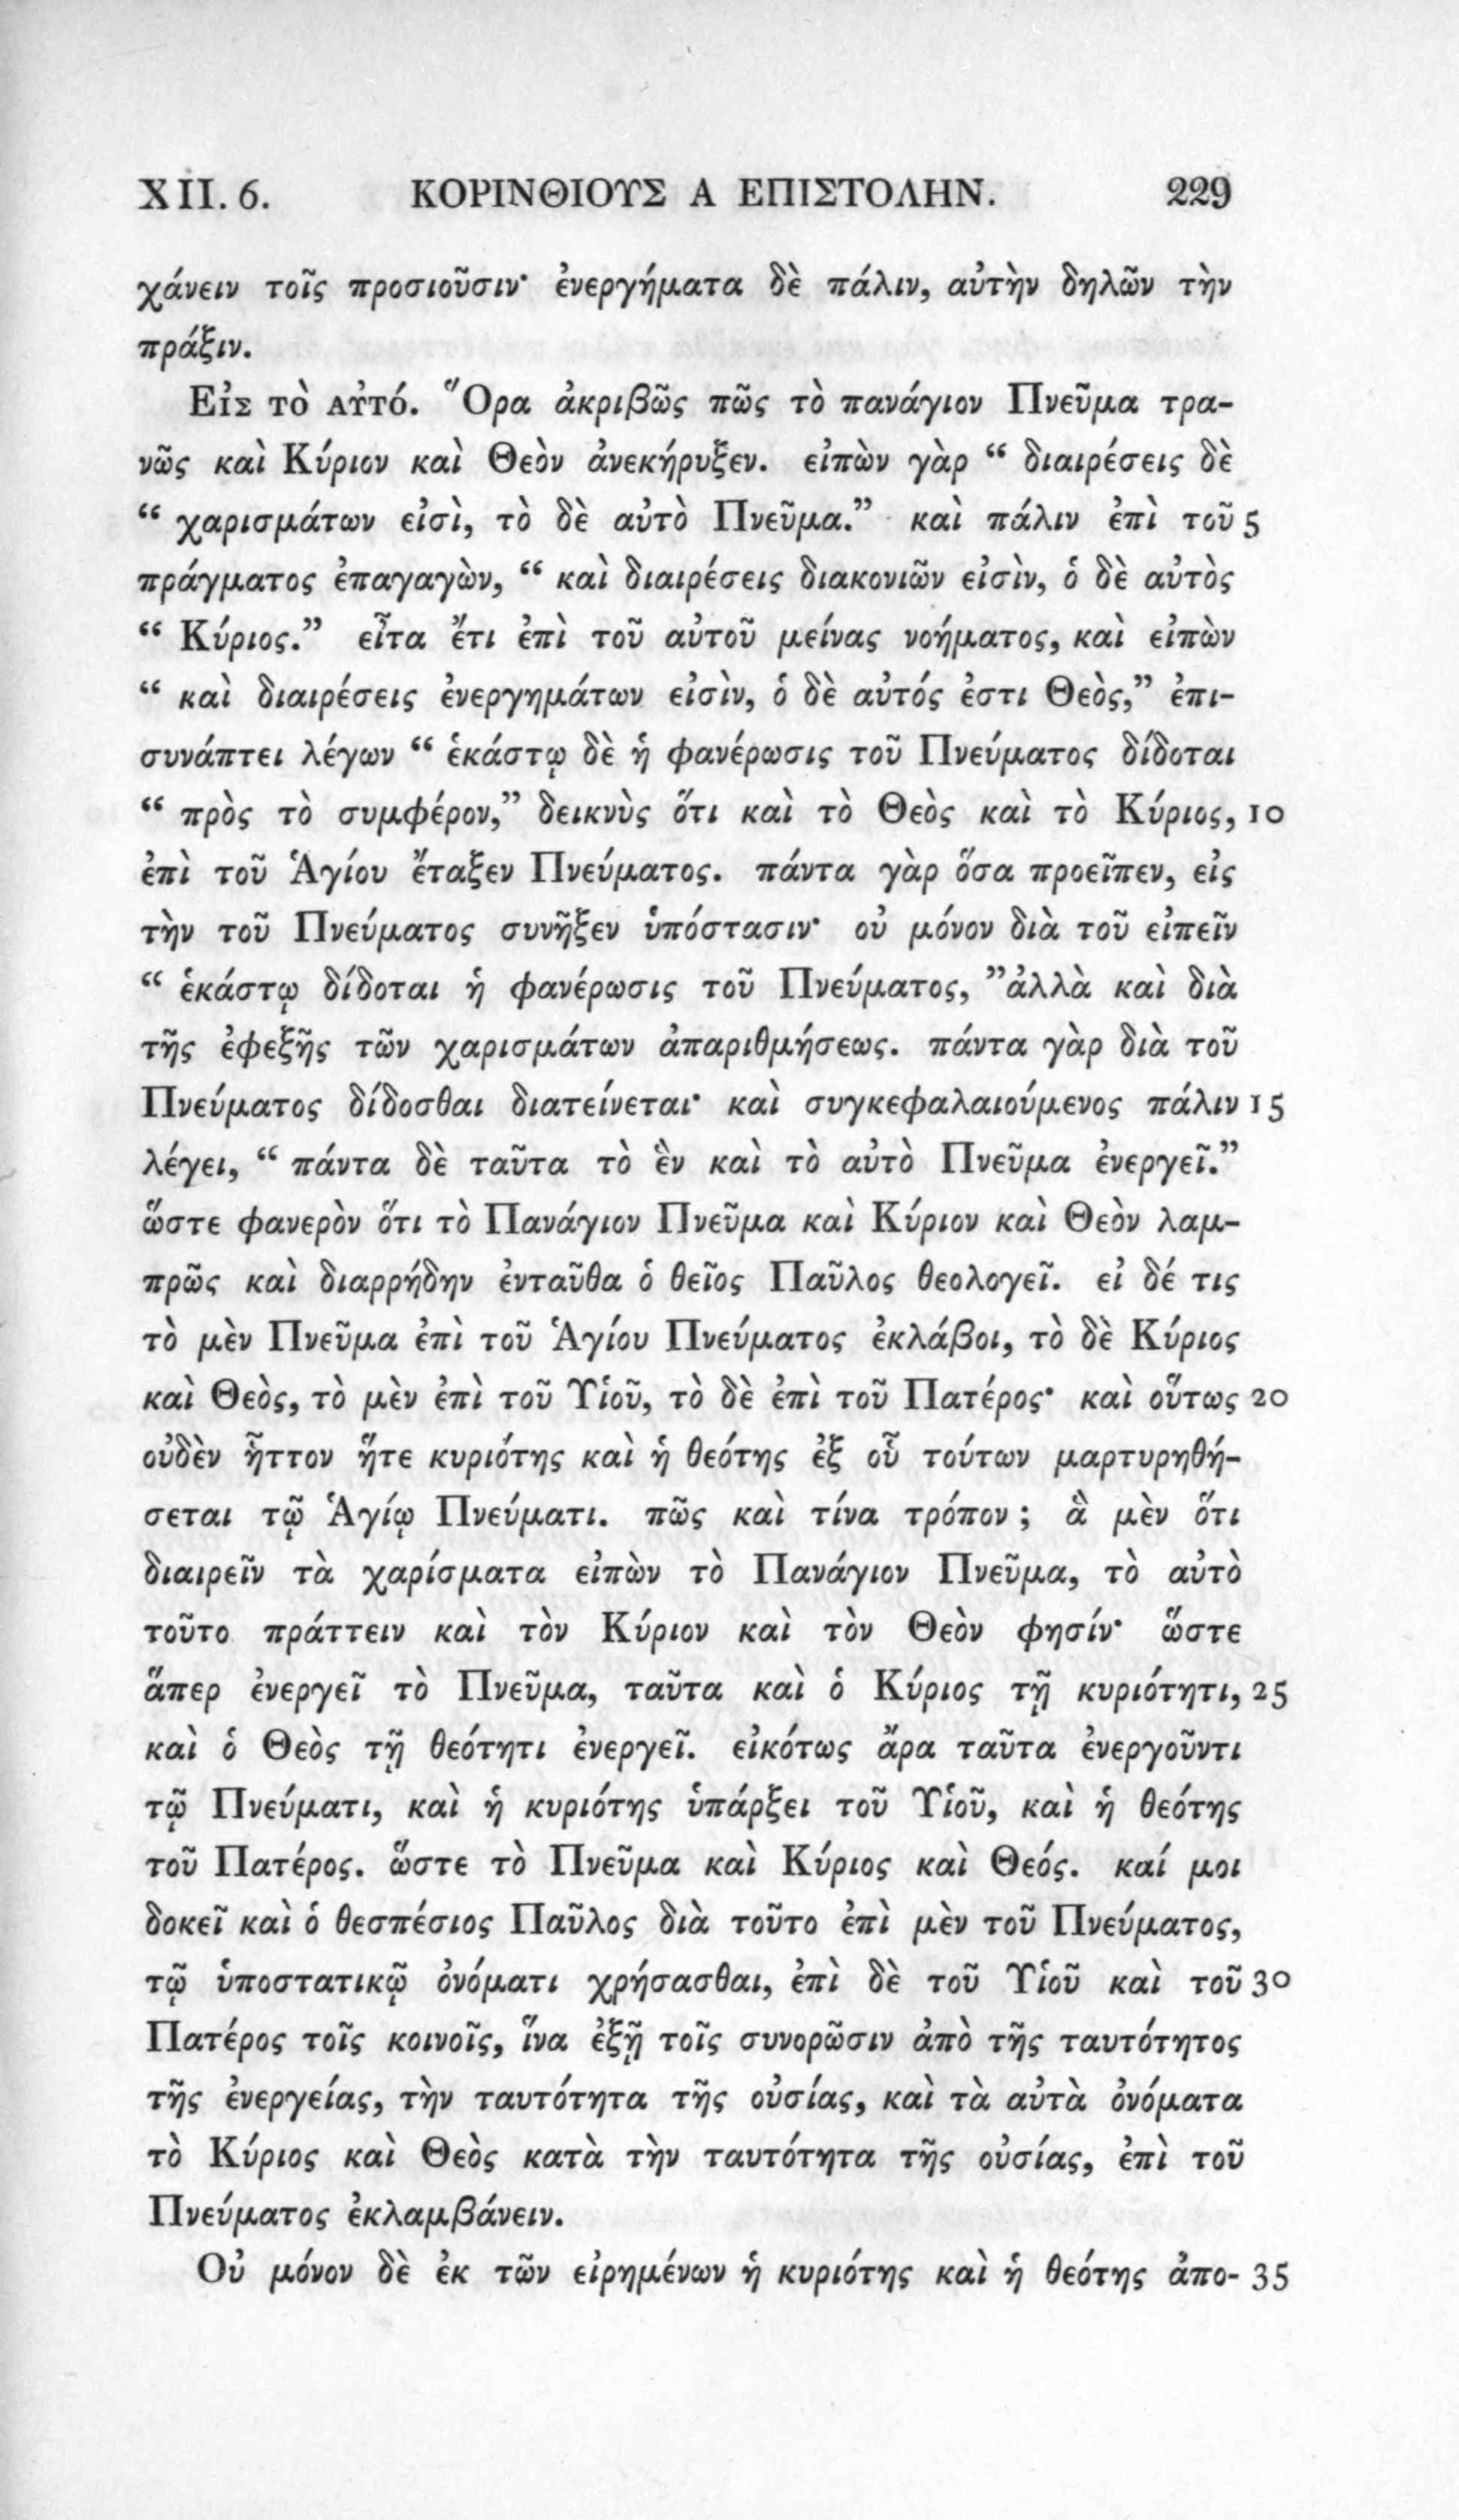 XII. 6. ΚΟΡΙΝΘΙΟΥΣ Α ΕΠΙΣΤΟΛΗΝ. 229
χάνειν τοῖς προσιοῦσιν· ἐνεργήματα δὲ πάλιν, αὐτὴν δηλῶν τὴν
πράξιν.
Εἰς τὸ αὐτό. Ὅρα ἀκριβῶς πῶς τὸ πανάγιον Πνεῦμα τρα-
νῶς καὶ Κύριον καὶ Θεὸν ἀνεκήρυξεν. εἰπὼν γὰρ “ διαιρέσεις δὲ
“ χαρισμάτων εἰσὶ, τὸ δὲ αὐτὸ Πνεῦμα.” καὶ πάλιν ἐπὶ τοῦ 5
πράγματος ἐπαγαγὼν, “ καὶ διαιρέσεις διακονιῶν εἰσὶν, ὁ δὲ αὐτὸς
“ Κύριος.” εἶτα ἔτι ἐπὶ τοῦ αὐτοῦ μείνας νοήματος, καὶ εἰπὼν
“ καὶ διαιρέσεις ἐνεργημάτων εἰσὶν, ὁ δὲ αὐτός ἐστι Θεὸς,” ἐπι-
συνάπτει λέγων “ ἑκάστῳ δὲ ἡ φανέρωσις τοῦ Πνεύματος δίδοται
“ πρὸς τὸ συμφέρον,” δεικνὺς ὅτι καὶ τὸ Θεὸς καὶ τὸ Κύριος, 10
ἐπὶ τοῦ Ἁγίου ἔταξεν Πνεύματος. πάντα γὰρ ὅσα προεῖπεν, εἰς
τὴν τοῦ Πνεύματος συνῆξεν ὑπόστασιν· οὐ μόνον διὰ τοῦ εἰπεῖν
“ ἑκάστῳ δίδοται ἡ φανέρωσις τοῦ Πνεύματος, ”ἀλλὰ καὶ διὰ
τῆς ἐφεξῆς τῶν χαρισμάτων ἀπαριθμήσεως. πάντα γὰρ διὰ τοῦ
Πνεύματος δίδοσθαι διατείνεται· καὶ συγκεφαλαιούμενος πάλιν 15
λέγει, “ πάντα δὲ ταῦτα τὸ ἓν καὶ τὸ αὐτὸ Πνεῦμα ἐνεργεῖ.”
ὥστε φανερὸν ὅτι τὸ Πανάγιον Πνεῦμα καὶ Κύριον καὶ Θεὸν λαμ-
πρῶς καὶ διαρρήδην ἐνταῦθα ὁ θεῖος Παῦλος θεολογεῖ. εἰ δέ τις
τὸ μὲν Πνεῦμα ἐπὶ τοῦ Ἁγίου Πνεύματος ἐκλάβοι, τὸ δὲ Κύριος
καὶ Θεὸς, τὸ μὲν ἐπὶ τοῦ Υἱοῦ, τὸ δὲ ἐπὶ τοῦ Πατέρος· καὶ οὕτως 20
οὐδὲν ἧττον ἥτε κυριότης καὶ ἡ θεότης ἐξ οὗ τούτων μαρτυρηθή-
σεται τῷ Ἁγίῳ Πνεύματι. πῶς καὶ τίνα τρόπον ; ἃ μὲν ὅτι
διαιρεῖν τὰ χαρίσματα εἰπὼν τὸ Πανάγιον Πνεῦμα, τὸ αὐτὸ
τοῦτο πράττειν καὶ τὸν Κύριον καὶ τὸν Θεὸν φησίν· ὥστε
ἅπερ ἐνεργεῖ τὸ Πνεῦμα, ταῦτα καὶ ὁ Κύριος τῇ κυριότητι, 25
καὶ ὁ Θεὸς τῇ θεότητι ἐνεργεῖ. εἰκότως ἄρα ταῦτα ἐνεργοῦντι
τῷ Πνεύματι, καὶ ἡ κυριότης ὑπάρξει τοῦ Υἱοῦ, καὶ ἡ θεότης
τοῦ Πατέρος. ὥστε τὸ Πνεῦμα καὶ Κύριος καὶ Θεός. καί μοι
δοκεῖ καὶ ὁ θεσπέσιος Παῦλος διὰ τοῦτο ἐπὶ μὲν τοῦ Πνεύματος,
τῷ ὑποστατικῷ ὀνόματι χρήσασθαι, ἐπὶ δὲ τοῦ Υἱοῦ καὶ τοῦ 30
Πατέρος τοῖς κοινοῖς, ἵνα ἐξῇ τοῖς συνορῶσιν ἀπὸ τῆς ταυτότητος
τῆς ἐνεργείας, τὴν ταυτότητα τῆς οὐσίας, καὶ τὰ αὐτὰ ὀνόματα
τὸ Κύριος καὶ Θεὸς κατὰ τὴν ταυτότητα τῆς οὐσίας, ἐπὶ τοῦ
Πνεύματος ἐκλαμβάνειν.
Οὐ μόνον δὲ ἐκ τῶν εἰρημένων ἡ κυριότης καὶ ἡ θεότης ἀπο- 35